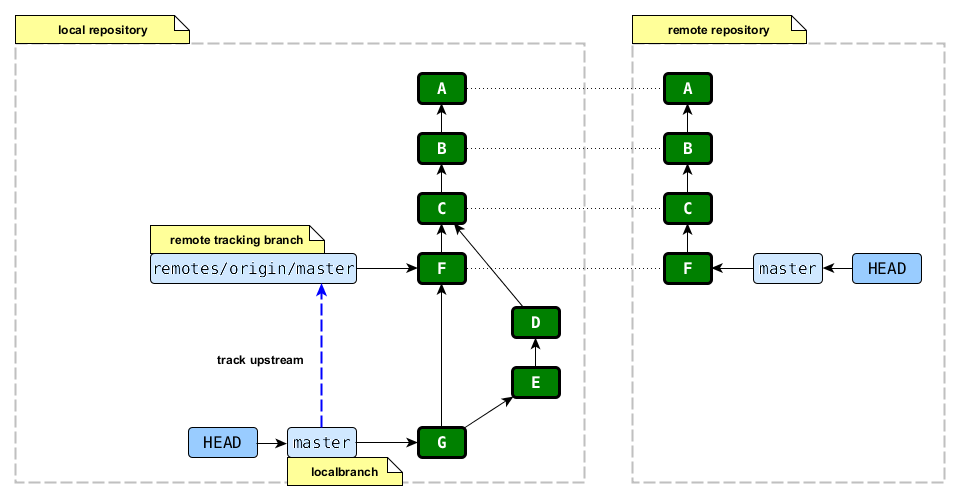 local repository
remote repository
A
A
B
B
C
C
remote tracking branch
remotes/origin/master
F
F
master
HEAD
D
track upstream
E
HEAD
master
G
localbranch